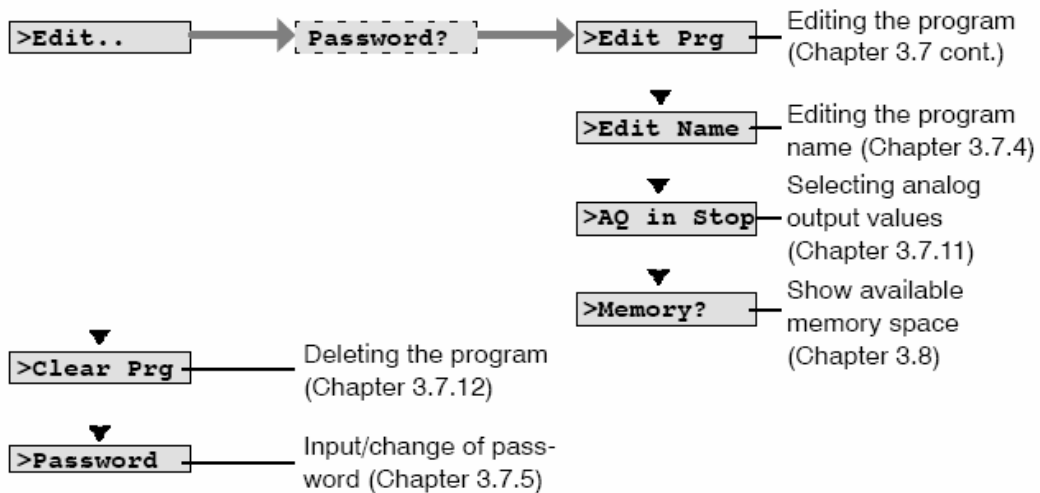 >Edit..
Password?
>Edit Prg
Editing the program
(Chapter 3.7 cont.)
>Edit Name
Editing the program
name (Chapter 3.7.4)
>AQ in Stop
Selecting analog
output values
(Chapter 3.7.11)
>Memory?
Show available
memory space
(Chapter 3.8)
>Clear Prg
Deleting the program
(Chapter 3.7.12)
>Password
Input/change of pass-
word (Chapter 3.7.5)